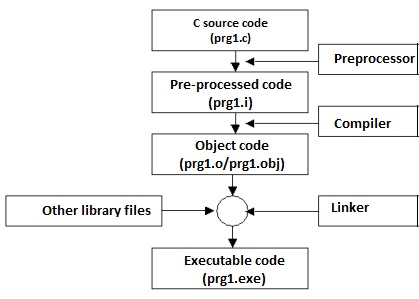 C source code
(prg1.c)
Preprocessor
Pre-processed code
(prg1.i)
Compiler
Object code
(prg1.o/prg1.obj)
Other library files
Linker
Executable code
(prg1.exe)